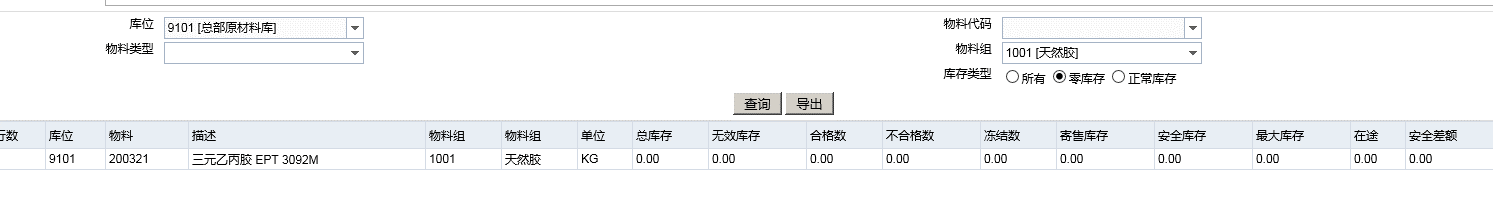 库位 9101 [总部原材料库] 物料代码
物料类型 物料组 1001 [天然胶]
库存类型 所有 零库存 正常库存
查询 导出
行数 库位 物料 描述 物料组 物料组 单位 总库存 无效库存 合格数 不合格数 冻结数 寄售库存 安全库存 最大库存 在途 安全差额
9101 200321 三元乙丙胶 EPT 3092M 1001 天然胶 KG 0.00 0.00 0.00 0.00 0.00 0.00 0.00 0.00 0.00 0.00